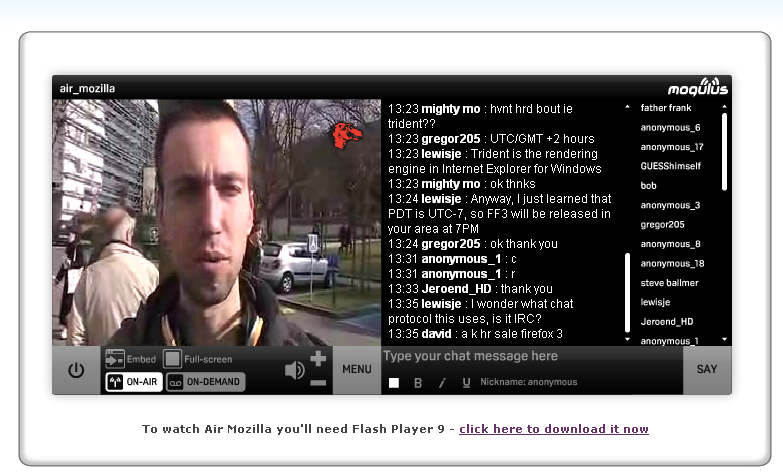 air_mozilla
moguluS
13:23 mighty mo : hvnt hrd bout ie
trident??
13:23 gregor205 : UTC/GMT +2 hours
13:23 lewisje : Trident is the rendering
engine in Internet Explorer for Windows
13:23 mighty mo : ok thnks
13:24 lewisje : Anyway, I just learned that
PDT is UTC-7, so FF3 will be released in
your area at 7PM
13:24 gregor205 : ok thank you
13:31 anonymous_1 : c
13:31 anonymous_1 : r
13:33 Jeroend_HD : thank you
13:35 lewisje : I wonder what chat
protocol this uses, is it IRC?
13:35 david : a k hr sale firefox 3
father frank
anonymous_6
anonymous_17
GUESShimself
bob
anonymous_3
gregor205
anonymous_8
anonymous_18
steve ballmer
lewisje
Jeroend_HD
anonymous_1
Embed
Full-screen
ON-AIR
ON-DEMAND
MENU
Type your chat message here
B i U Nickname: anonymous
SAY
To watch Air Mozilla you'll need Flash Player 9 - click here to download it now